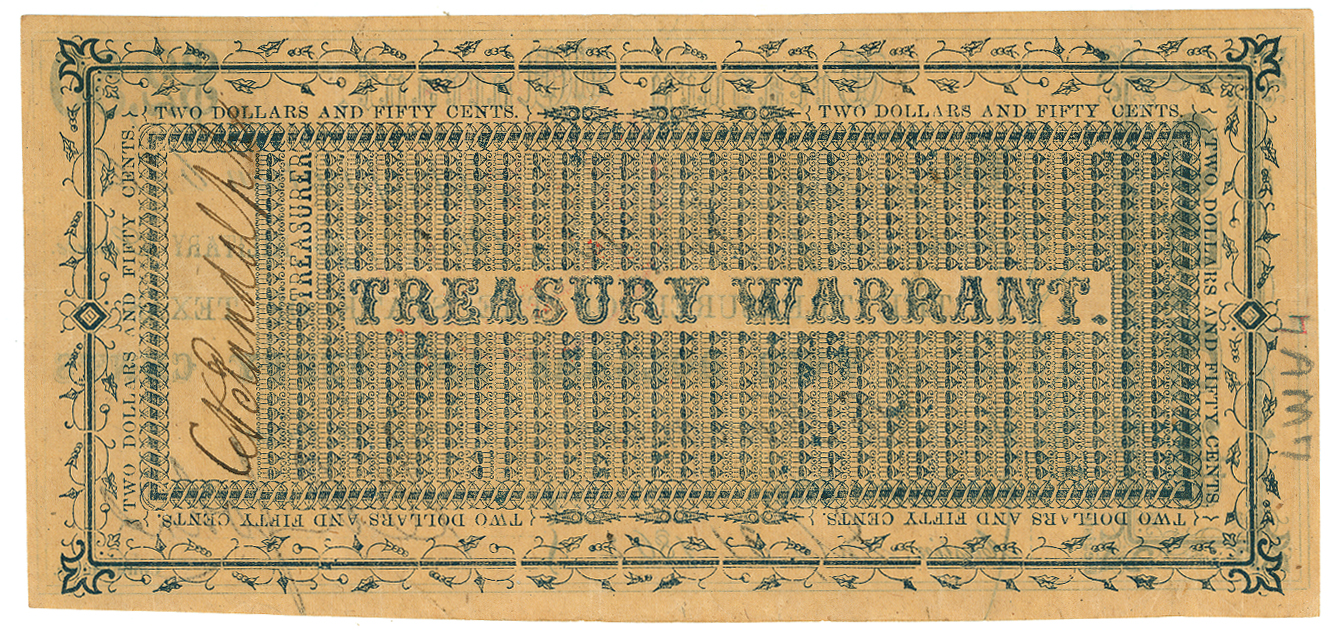 TWO DOLLARS AND FIFTY CENTS.
TWO DOLLARS AND FIFTY CENTS
TWO DOLLARS AND FIFTY CENTS.
TREASURER
TREASURY WARRANT.
TWO DOLLARS AND FIFTY CENTS
TWO DOLLARS AND FIFTY CENTS.
TWO DOLLARS AND FIFTY CENTS.